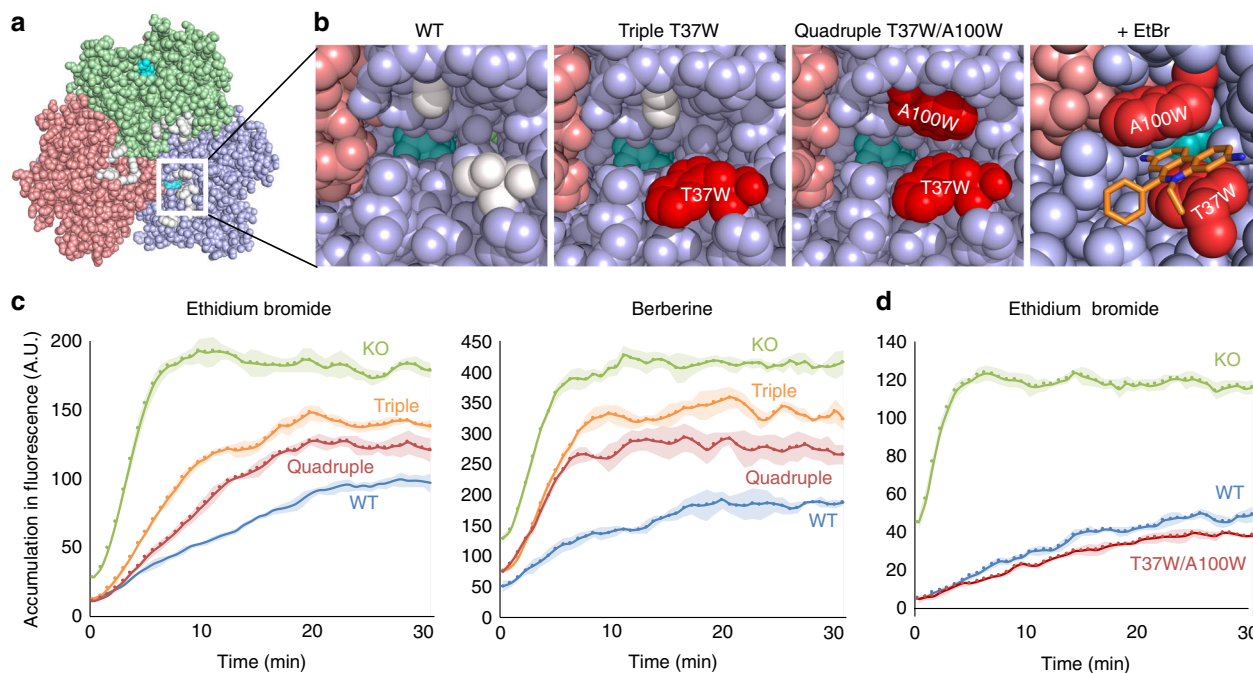 a
b
WT
Triple T37W
Quadruple T37W/A100W
+ EtBr
T37W
A100W
T37W
A100W
T37W
c
Ethidium bromide
Berberine
d
Ethidium bromide
Accumulation in fluorescence (A.U.)
200
150
100
50
0
KO
Triple
Quadruple
WT
0
10
20
30
Time (min)
450
400
350
300
250
200
150
100
50
0
KO
Triple
Quadruple
WT
0
10
20
30
Time (min)
140
120
100
80
60
40
20
0
KO
WT
T37W/A100W
0
10
20
30
Time (min)